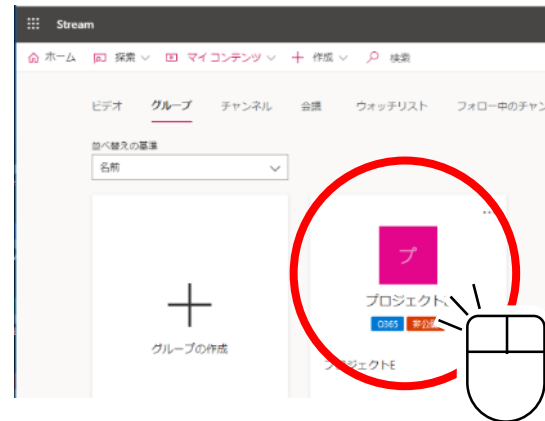 Stream
ホーム 探索 マイ コンテンツ 作成 検索
ビデオ グループ チャンネル 会議 ウォッチリスト フォロー中のチャン
並べ替えの基準
名前
プ
プロジェクト
O365 非公
グループの作成
プロジェクトE